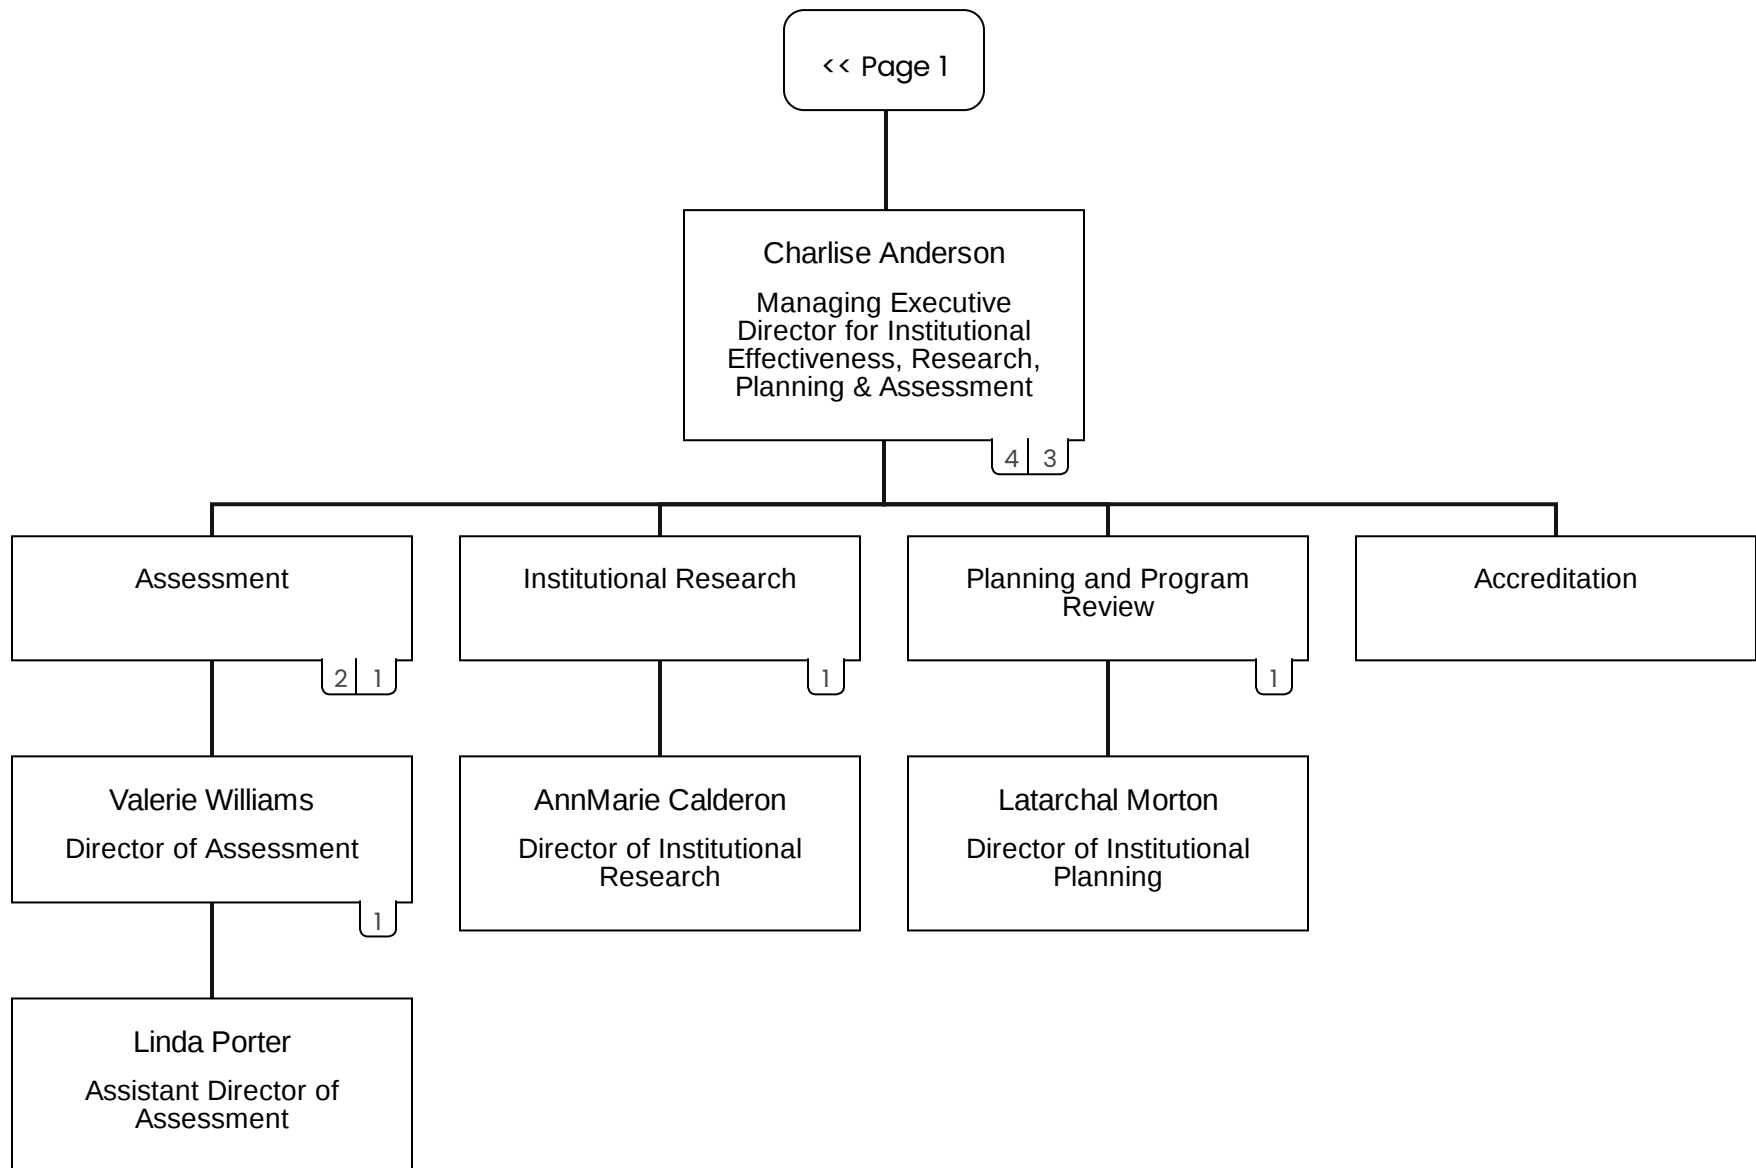 << Page 1
Charlise Anderson
Managing Executive
Director for Institutional
Effectiveness, Research,
Planning & Assessment
4 3
Assessment
2 1
Institutional Research
1
Planning and Program
Review
1
Accreditation
Valerie Williams
Director of Assessment
1
AnnMarie Calderon
Director of Institutional
Research
Latarchal Morton
Director of Institutional
Planning
Linda Porter
Assistant Director of
Assessment